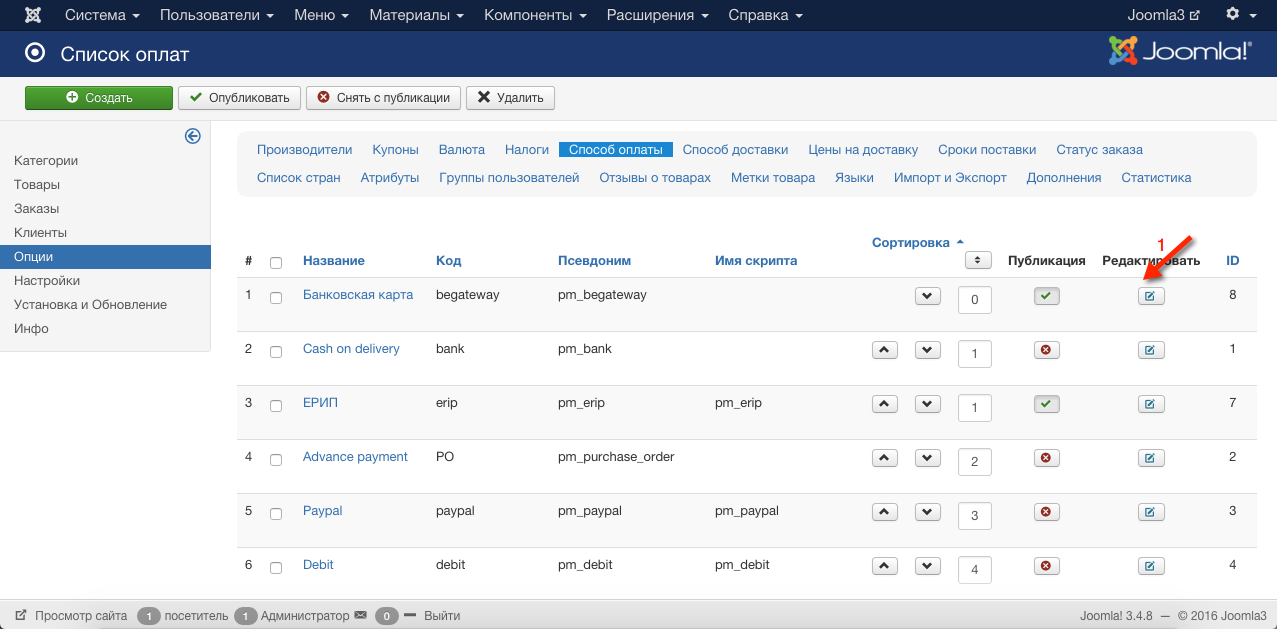 Система Пользователи Меню Материалы Компоненты Расширения Справка Joomla3
Список оплат Joomla!®
Создать Опубликовать Снять с публикации Удалить
Категории
Товары
Заказы
Клиенты
Опции
Настройки
Установка и Обновление
Инфо
Производители Купоны Валюта Налоги Способ оплаты Способ доставки Цены на доставку Сроки поставки Статус заказа
Список стран Атрибуты Группы пользователей Отзывы о товарах Метки товара Языки Импорт и Экспорт Дополнения Статистика
1
# Название Код Псевдоним Имя скрипта Сортировка Публикация Редактировать ID
1 Банковская карта begateway pm_begateway 0 8
2 Cash on delivery bank pm_bank 1 1
3 ЕРИП erip pm_erip pm_erip 1 7
4 Advance payment PO pm_purchase_order 2 2
5 Paypal paypal pm_paypal pm_paypal 3 3
6 Debit debit pm_debit pm_debit 4 4
Просмотр сайта 1 посетитель 1 Администратор 0 Выйти Joomla! 3.4.8 — © 2016 Joomla3